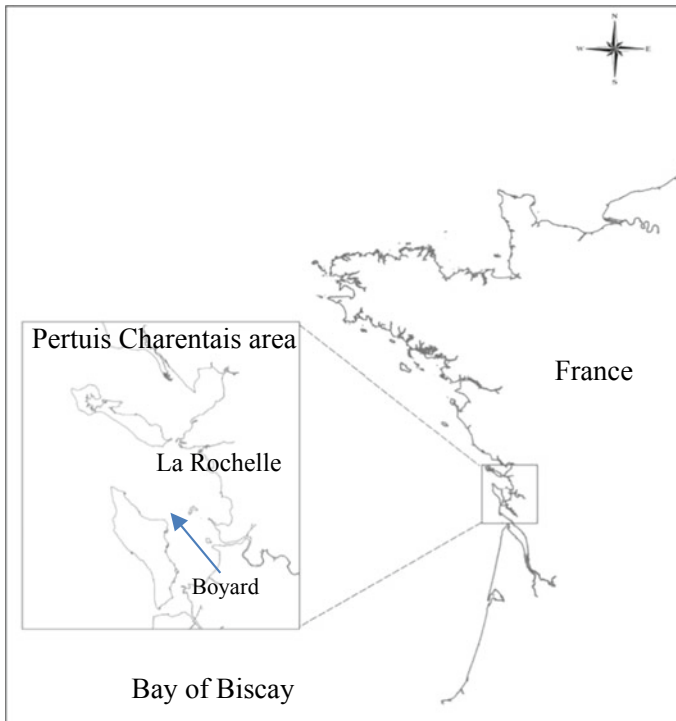 N
W E
S
Pertuis Charentais area
France
La Rochelle
Boyard
Bay of Biscay